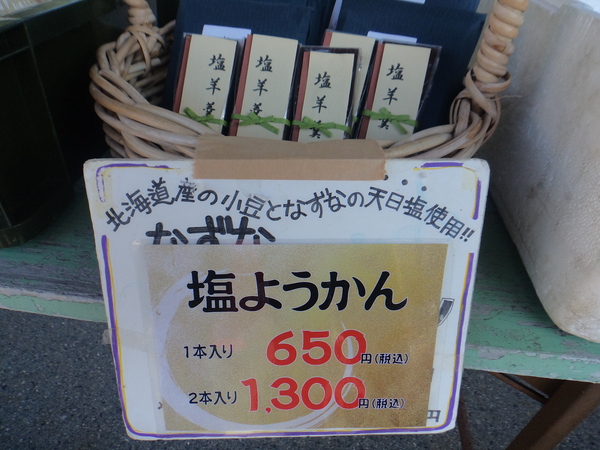 塩羊羹
塩羊羹
塩羊羹
塩羊羹
北海道産の小豆となずなの天日塩使用!!
なずな
塩ようかん
1本入り 650円(税込)
2本入り 1,300円(税込)
円